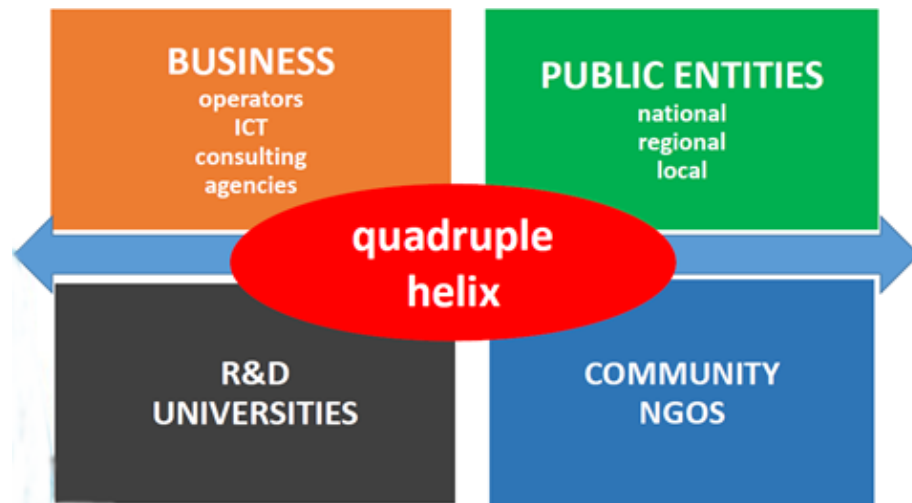 BUSINESS
operators
ICT
consulting
agencies
PUBLIC ENTITIES
national
regional
local
quadruple
helix
R&D
UNIVERSITIES
COMMUNITY
NGOS